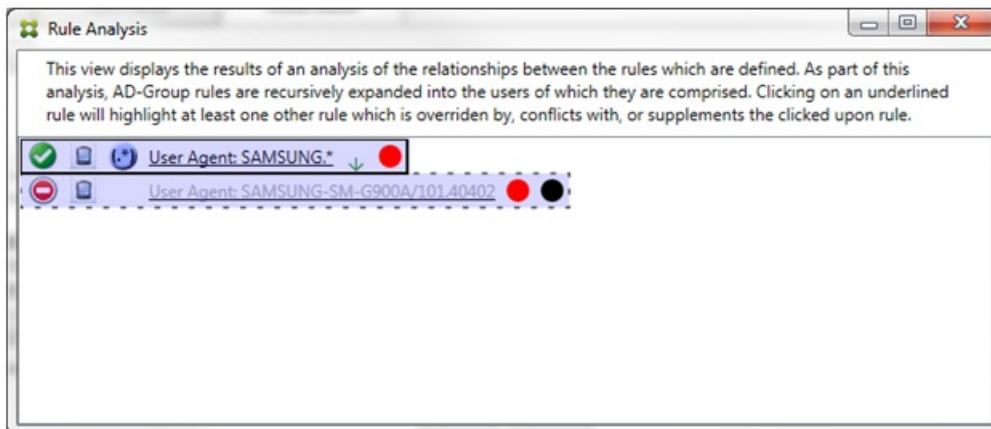 Rule Analysis
This view displays the results of an analysis of the relationships between the rules which are defined. As part of this
analysis, AD-Group rules are recursively expanded into the users of which they are comprised. Clicking on an underlined
rule will highlight at least one other rule which is overriden by, conflicts with, or supplements the clicked upon rule.
(.*) User Agent: SAMSUNG.*
User Agent: SAMSUNG-SM-G900A/101.40402